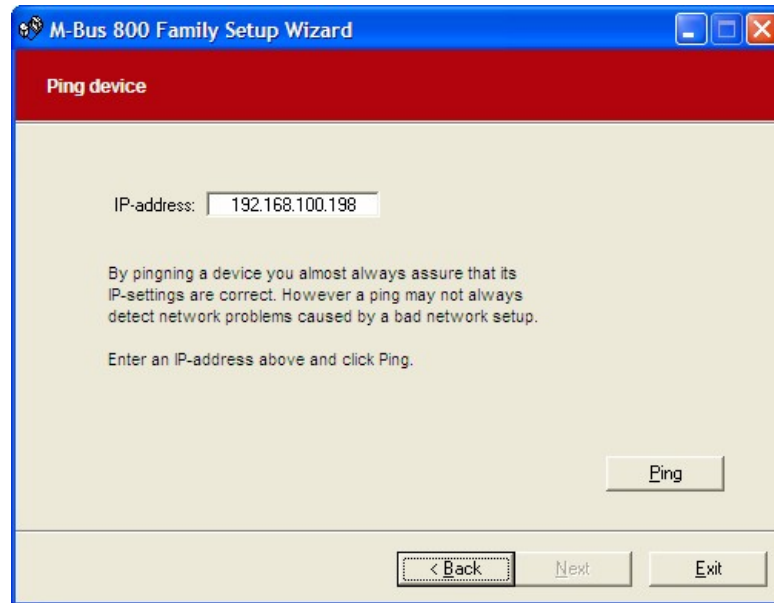 M-Bus 800 Family Setup Wizard
Ping device
IP-address: 192.168.100.198
By pingning a device you almost always assure that its
IP-settings are correct. However a ping may not always
detect network problems caused by a bad network setup.
Enter an IP-address above and click Ping.
Ping
< Back Next Exit